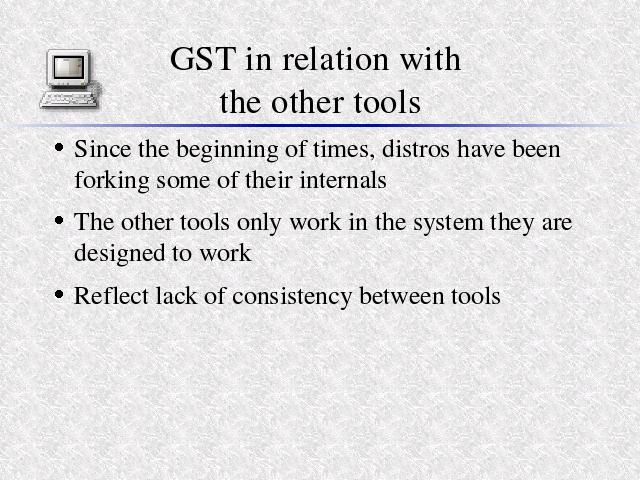 GST in relation with
the other tools
• Since the beginning of times, distros have been
forking some of their internals
• The other tools only work in the system they are
designed to work
• Reflect lack of consistency between tools